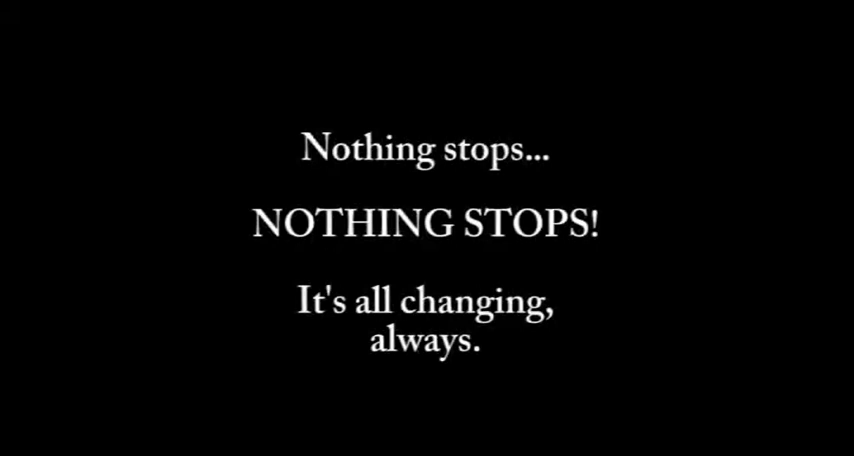 Nothing stops...
NOTHING STOPS!
It's all changing,
always.